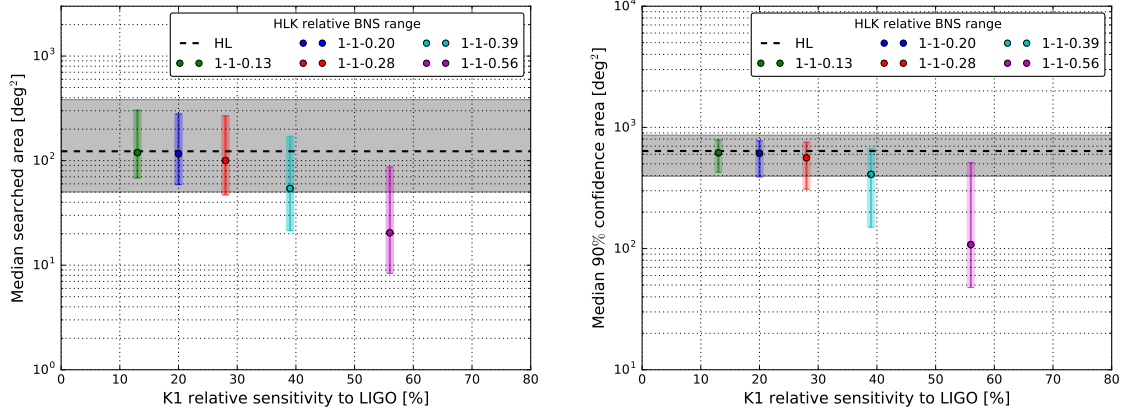 HLK relative BNS range
HL 1-1-0.20 1-1-0.39
1-1-0.13 1-1-0.28 1-1-0.56
10³
10²
10¹
10⁰
Median searched area [deg²]
0 10 20 30 40 50 60 70 80
K1 relative sensitivity to LIGO [%]
HLK relative BNS range
HL 1-1-0.20 1-1-0.39
1-1-0.13 1-1-0.28 1-1-0.56
10⁴
10³
10²
10¹
Median 90% confidence area [deg²]
0 10 20 30 40 50 60 70 80
K1 relative sensitivity to LIGO [%]